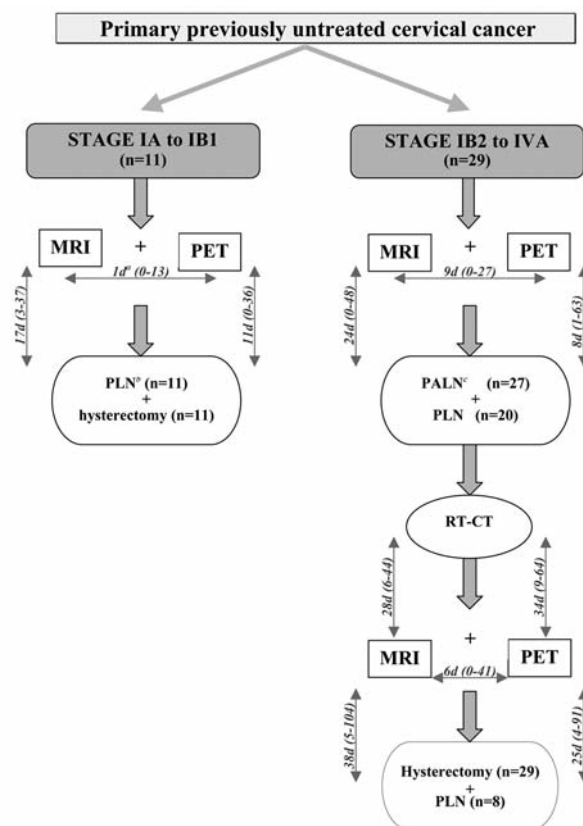 Primary previously untreated cervical cancer
STAGE IA to IB1
(n=11)
MRI + PET
1dᵃ (0-13)
17d (3-37)
11d (0-36)
PLNᵇ (n=11)
+
hysterectomy (n=11)
STAGE IB2 to IVA
(n=29)
MRI + PET
9d (0-27)
24d (0-48)
8d (1-63)
PALNᶜ (n=27)
+
PLN (n=20)
RT-CT
28d (6-44)
34d (9-64)
MRI + PET
6d (0-41)
38d (5-104)
25d (4-91)
Hysterectomy (n=29)
+
PLN (n=8)